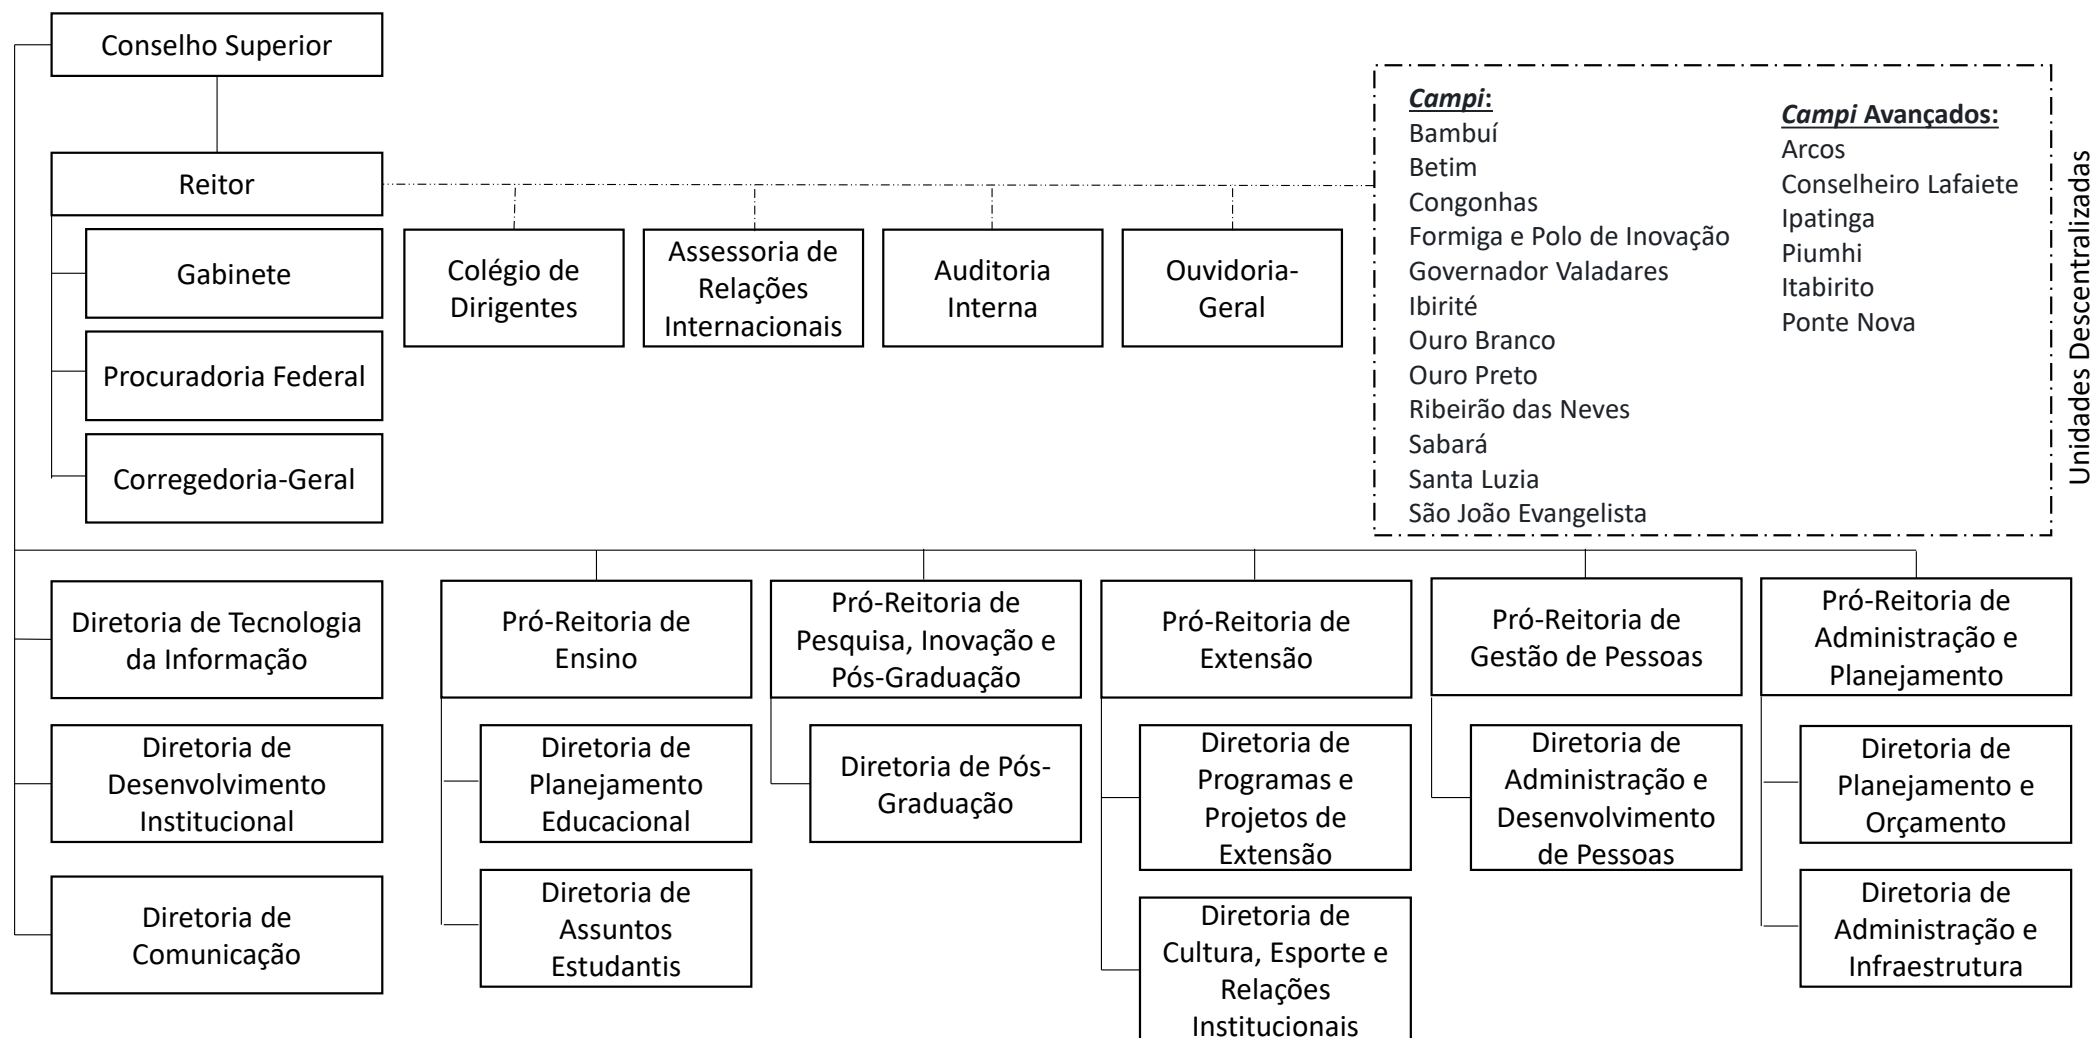 Conselho Superior
Reitor
Gabinete
Procuradoria Federal
Corregedoria-Geral
Colégio de
Dirigentes
Assessoria de
Relações
Internacionais
Auditoria
Interna
Ouvidoria-
Geral
Campi:
Bambuí
Betim
Congonhas
Formiga e Polo de Inovação
Governador Valadares
Ibirité
Ouro Branco
Ouro Preto
Ribeirão das Neves
Sabará
Santa Luzia
São João Evangelista
Campi Avançados:
Arcos
Conselheiro Lafaiete
Ipatinga
Piumhi
Itabirito
Ponte Nova
Unidades Descentralizadas
Diretoria de Tecnologia
da Informação
Diretoria de
Desenvolvimento
Institucional
Diretoria de
Comunicação
Pró-Reitoria de
Ensino
Diretoria de
Planejamento
Educacional
Diretoria de
Assuntos
Estudantis
Pró-Reitoria de
Pesquisa, Inovação e
Pós-Graduação
Diretoria de Pós-
Graduação
Pró-Reitoria de
Extensão
Diretoria de
Programas e
Projetos de
Extensão
Diretoria de
Cultura, Esporte e
Relações
Institucionais
Pró-Reitoria de
Gestão de Pessoas
Diretoria de
Administração e
Desenvolvimento
de Pessoas
Pró-Reitoria de
Administração e
Planejamento
Diretoria de
Planejamento e
Orçamento
Diretoria de
Administração e
Infraestrutura